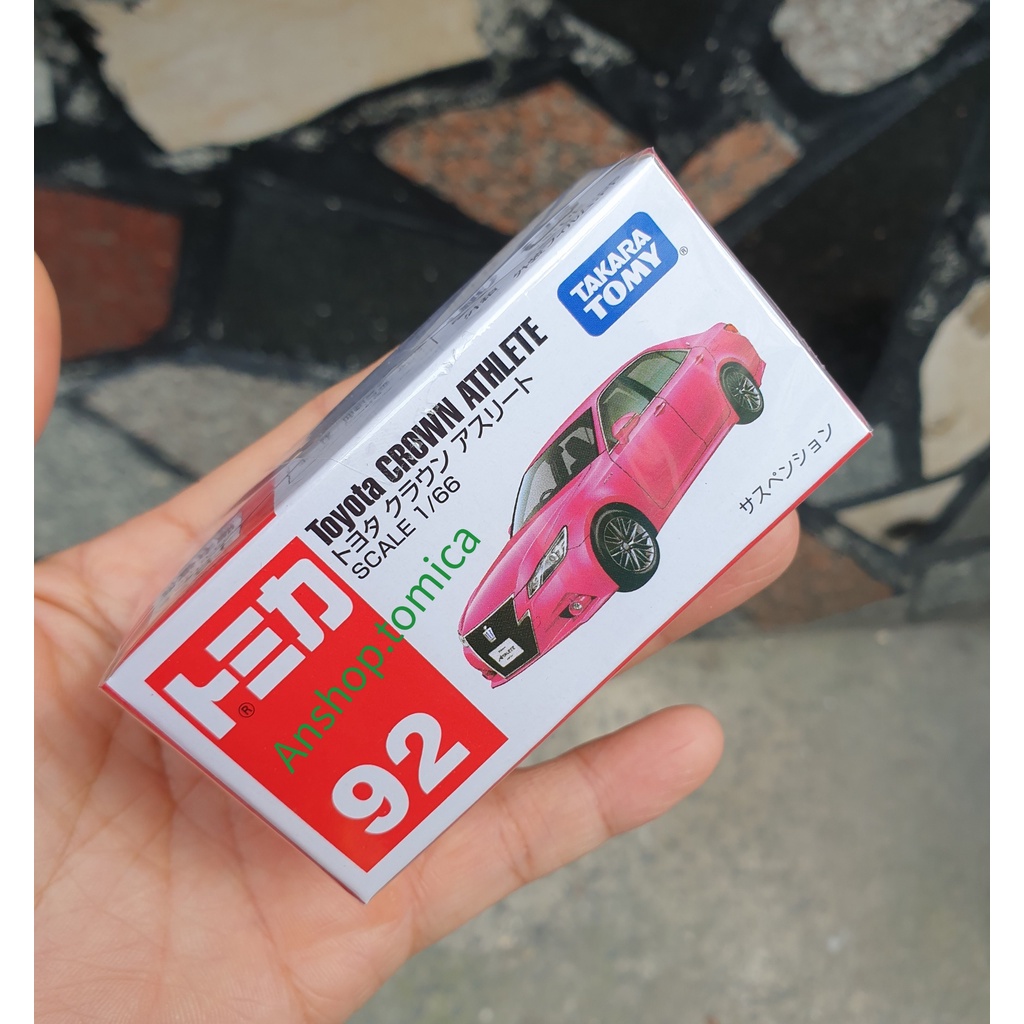 TAKARA
TOMY
®
Toyota CROWN ATHLETE
トヨタ クラウン アスリート
SCALE 1/66
サスペンション
トミカ
®
92
Anshop.tomica